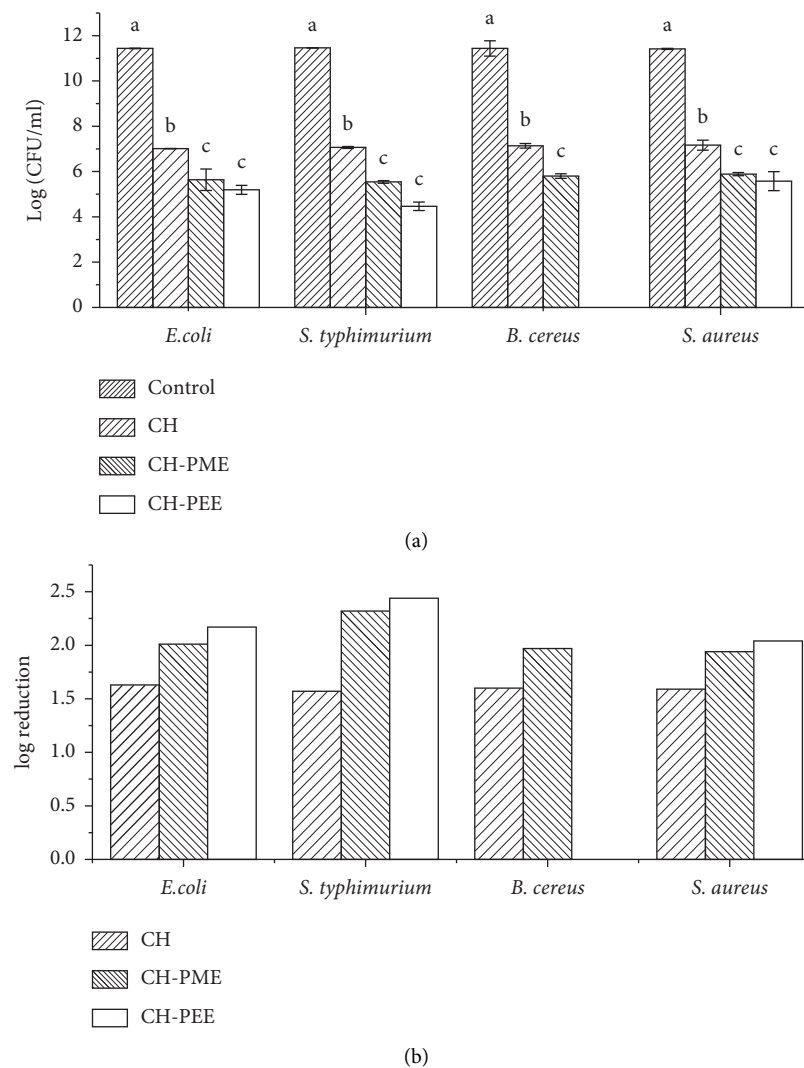 a a a a
12
10
8
6
4
2
0
Log (CFU/ml)
b b b b
c c c c c c c
E.coli S. typhimurium B. cereus S. aureus
Control
CH
CH-PME
CH-PEE
(a)
2.5
2.0
1.5
1.0
0.5
0.0
log reduction
E.coli S. typhimurium B. cereus S. aureus
CH
CH-PME
CH-PEE
(b)